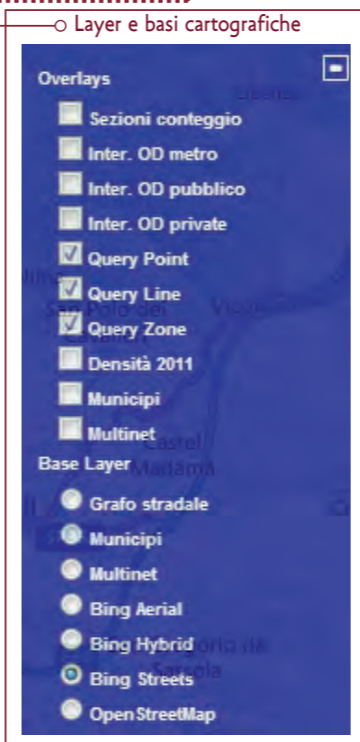 Layer e basi cartografiche
Overlays
Sezioni conteggio
Inter. OD metro
Inter. OD pubblico
Inter. OD private
Query Point
Query Line
Query Zone
Densità 2011
Municipi
Multinet
Base Layer
Grafo stradale
Municipi
Multinet
Bing Aerial
Bing Hybrid
Bing Streets
OpenStreetMap